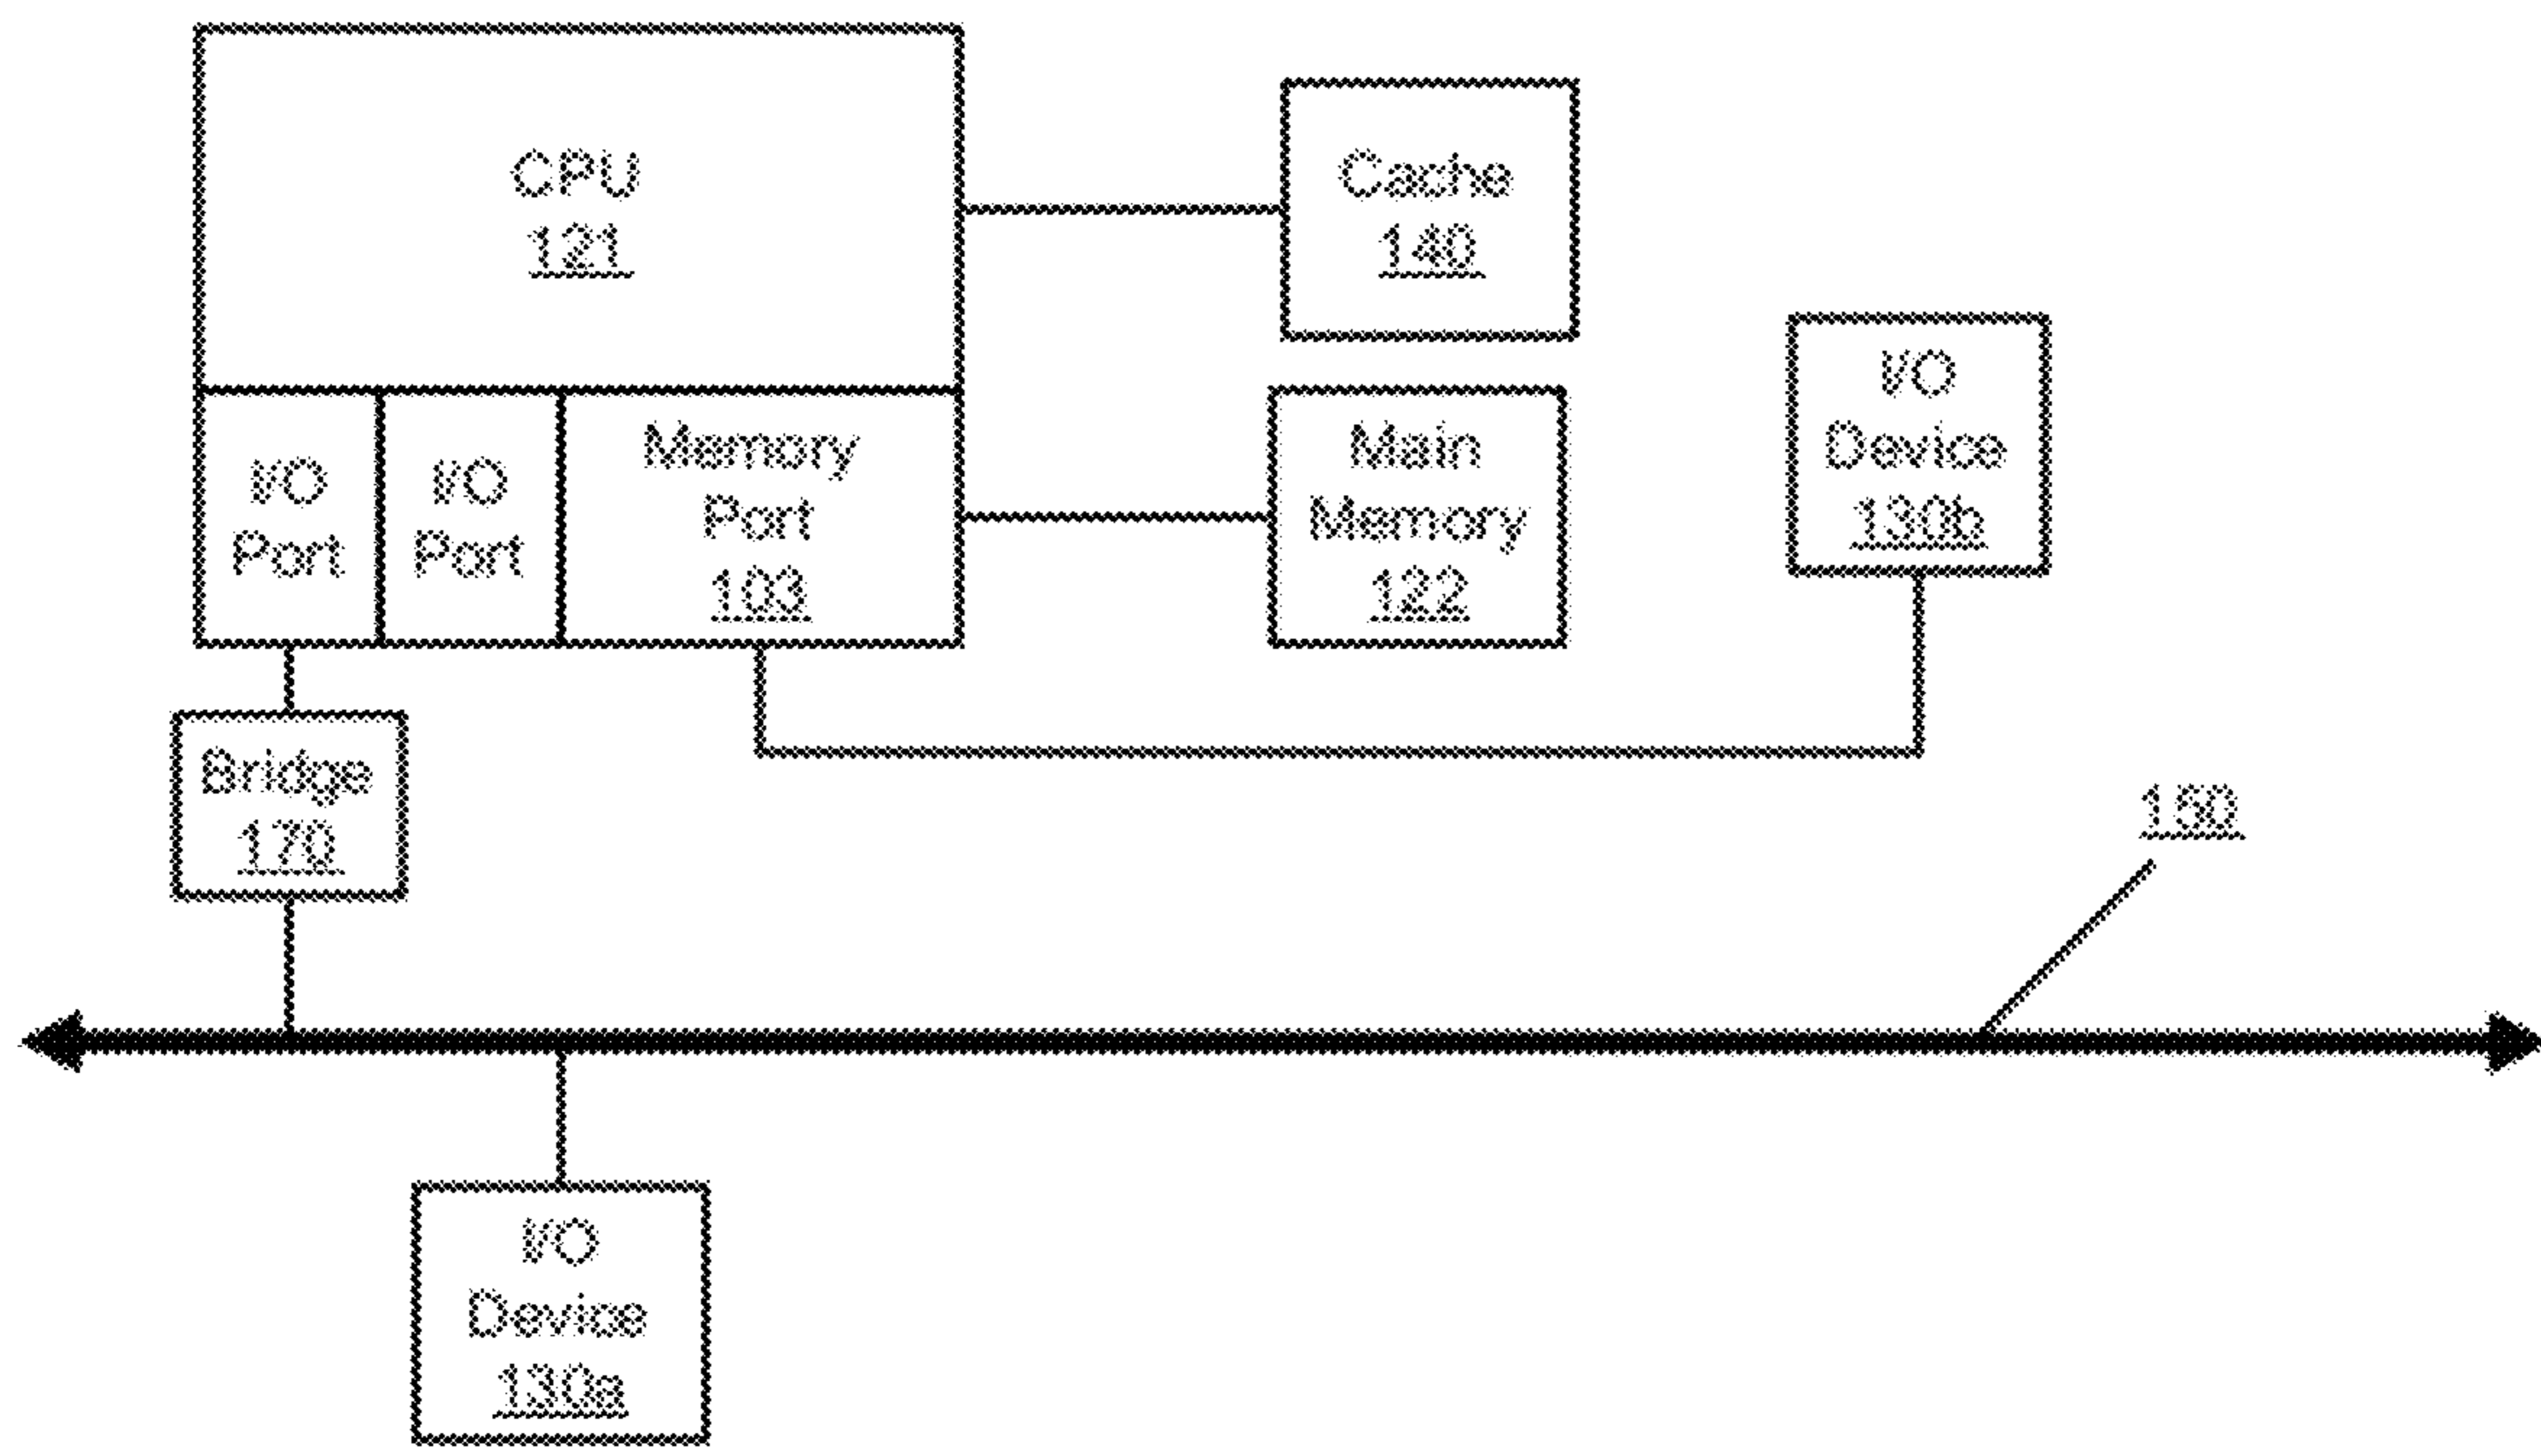 CPU
121
Cache
140
I/O
Device
130b
I/O
Port
I/O
Port
Memory
Port
103
Main
Memory
122
Bridge
170
150
I/O
Device
130a